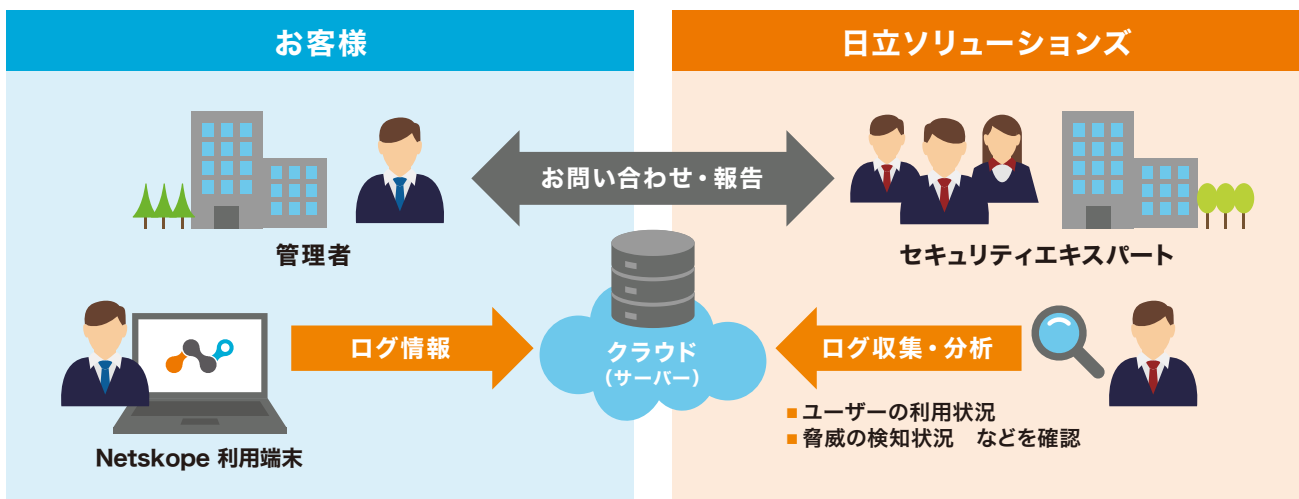 お客様
日立ソリューションズ
お問い合わせ・報告
管理者
セキュリティエキスパート
ログ情報
クラウド
（サーバー）
ログ収集・分析
■ユーザーの利用状況
■脅威の検知状況　などを確認
Netskope 利用端末